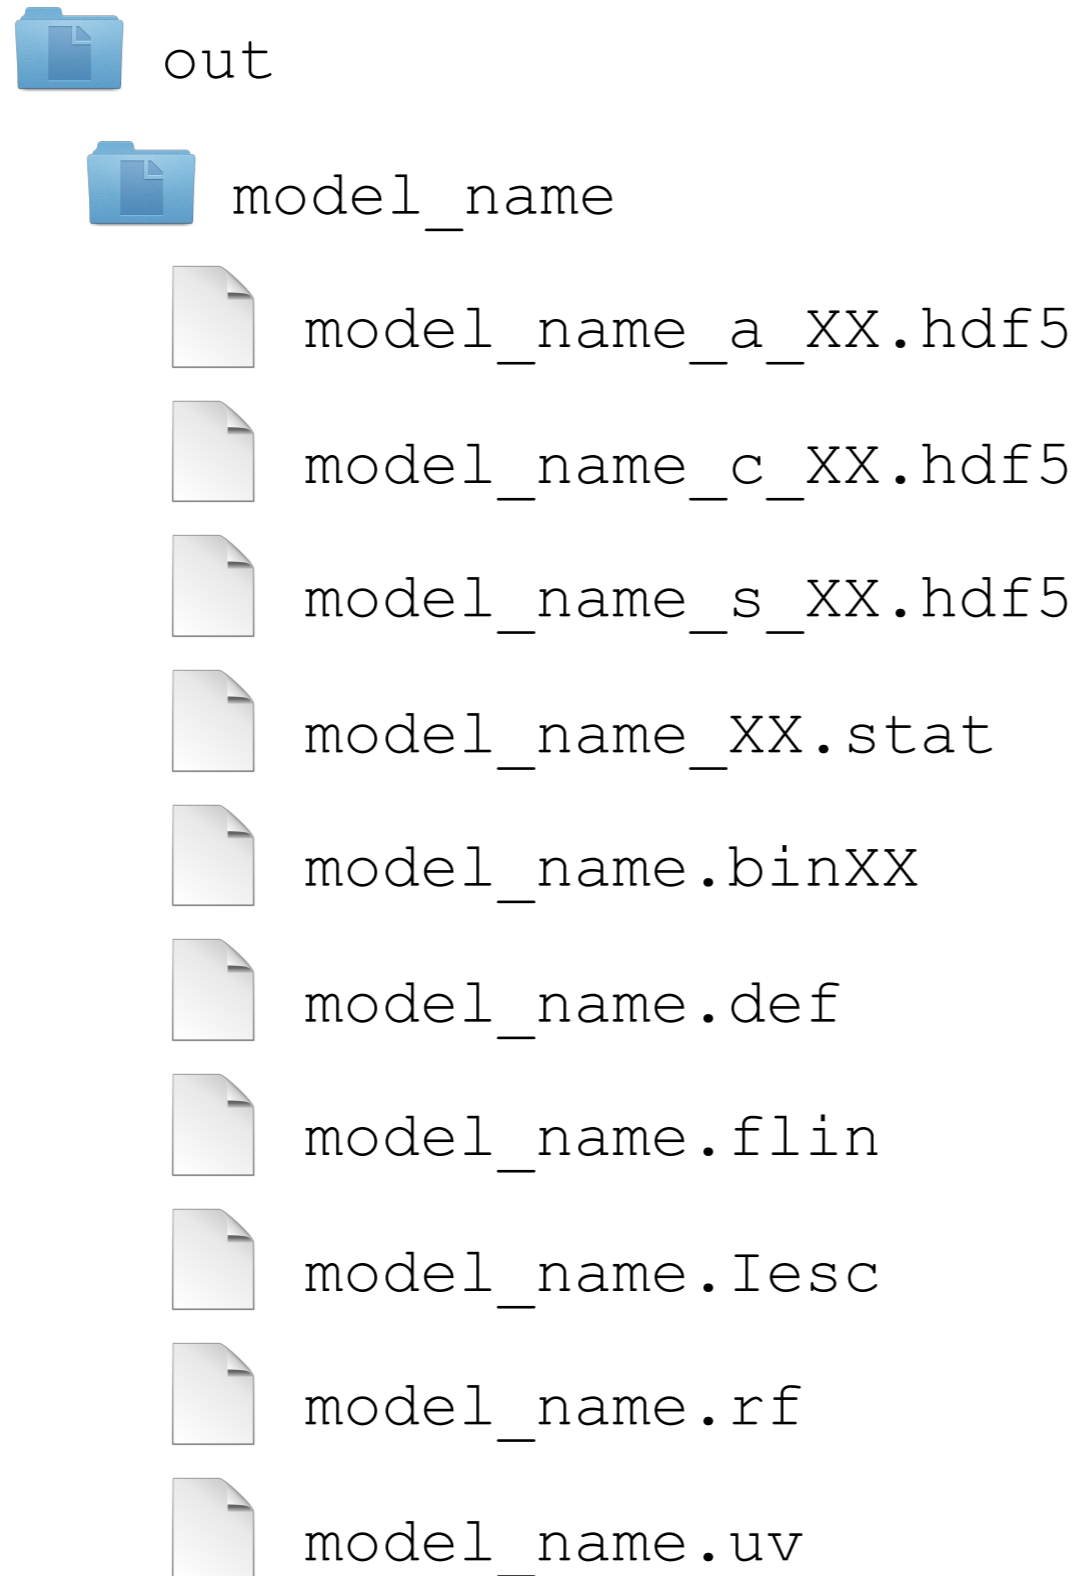 out
model_name
model_name_a_XX.hdf5
model_name_c_XX.hdf5
model_name_s_XX.hdf5
model_name_XX.stat
model_name.binXX
model_name.def
model_name.flin
model_name.Iesc
model_name.rf
model_name.uv